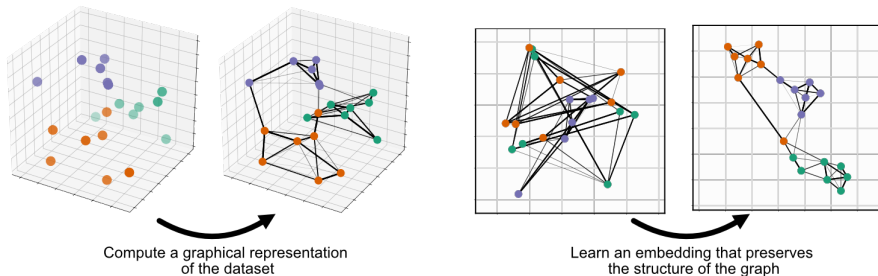 Compute a graphical representation
of the dataset
Learn an embedding that preserves
the structure of the graph